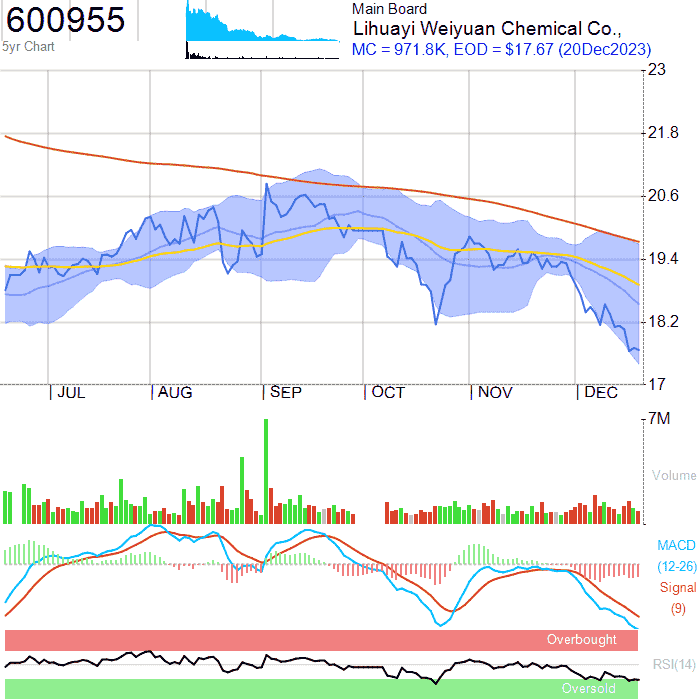 600955
5yr Chart
Main Board
Lihuayi Weiyuan Chemical Co.,
MC = 971.8K, EOD = $17.67 (20Dec2023)
23
21.8
20.6
19.4
18.2
17
JUL
AUG
SEP
OCT
NOV
DEC
7M
Volume
MACD
(12-26)
Signal
(9)
Overbought
RSI(14)
Oversold